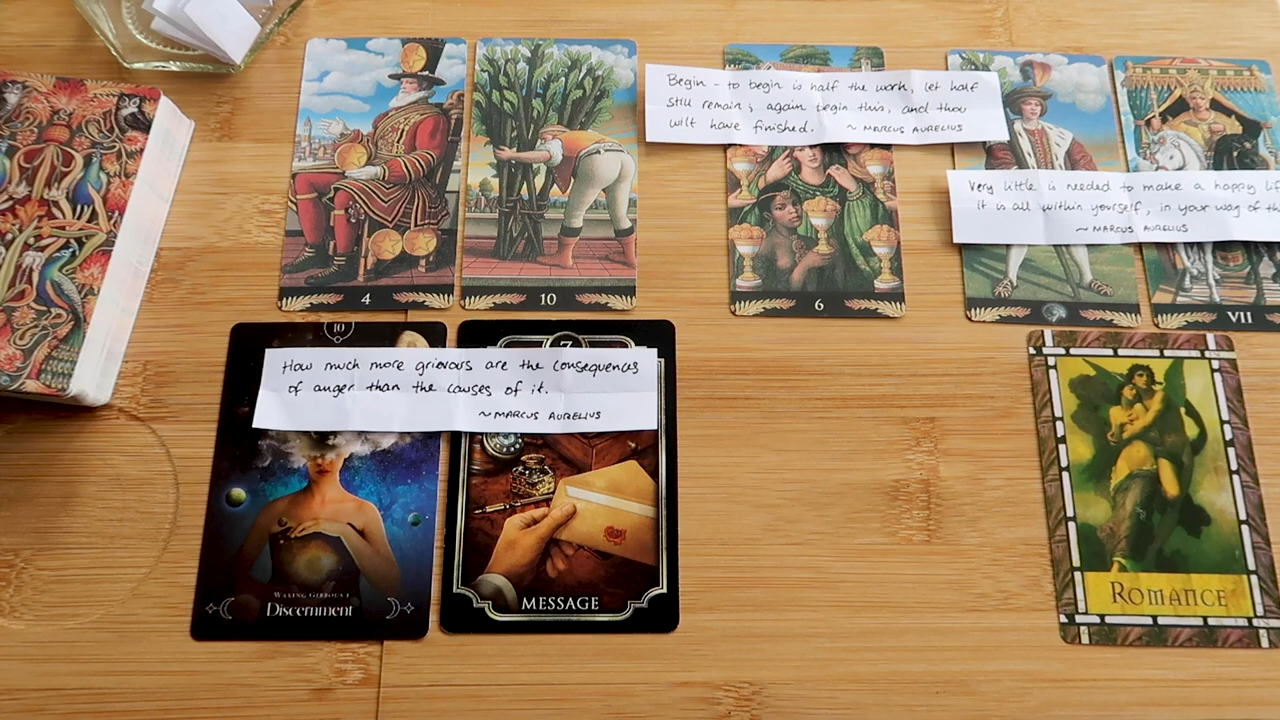 Begin - to begin is half the work, let half
still remain; again begin this, and thou
wilt have finished. ~ MARCUS AURELIUS
Very little is needed to make a happy
it is all within yourself, in your way of
~ MARCUS AURELIUS
4
10
6
VII
10
7
How much more grievous are the consequences
of anger than the causes of it.
~ MARCUS AURELIUS
WAXING GIBBOUS I
Discernment
MESSAGE
ROMANCE